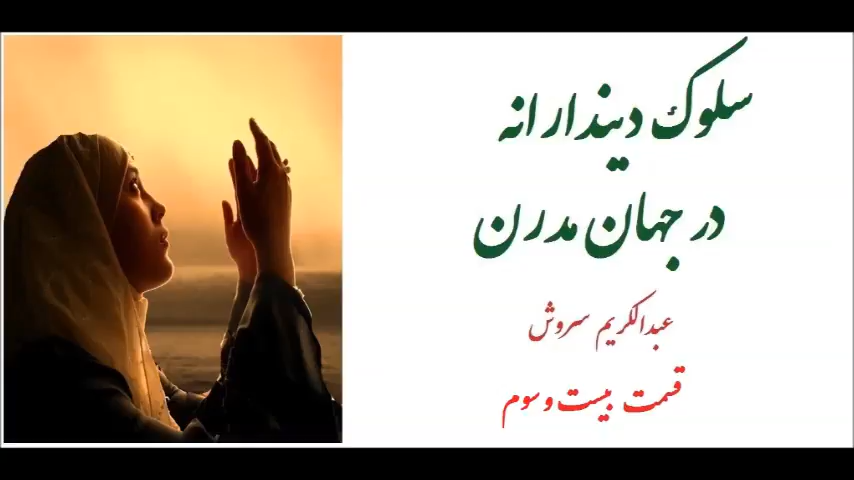 سلوک دیندارانه
در جهان مدرن
عبدالکریم سروش
قسمت بیست و سوم